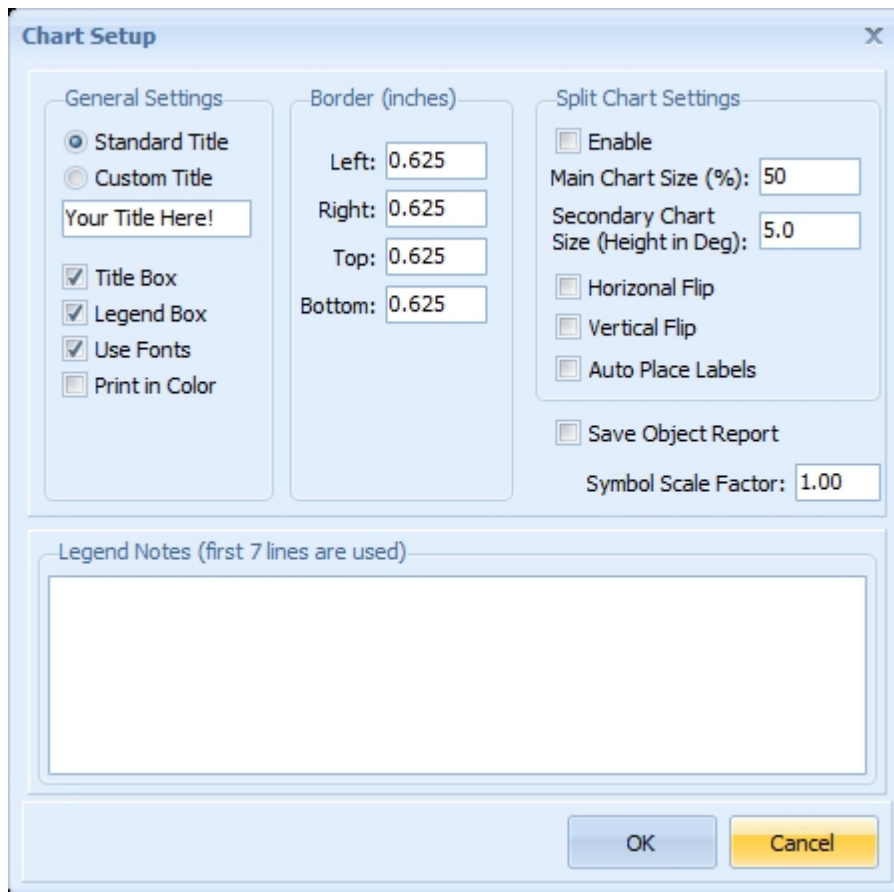 Chart Setup
General Settings
Standard Title
Custom Title
Your Title Here!
Title Box
Legend Box
Use Fonts
Print in Color
Border (inches)
Left: 0.625
Right: 0.625
Top: 0.625
Bottom: 0.625
Split Chart Settings
Enable
Main Chart Size (%): 50
Secondary Chart
Size (Height in Deg): 5.0
Horizonal Flip
Vertical Flip
Auto Place Labels
Save Object Report
Symbol Scale Factor: 1.00
Legend Notes (first 7 lines are used)
OK
Cancel